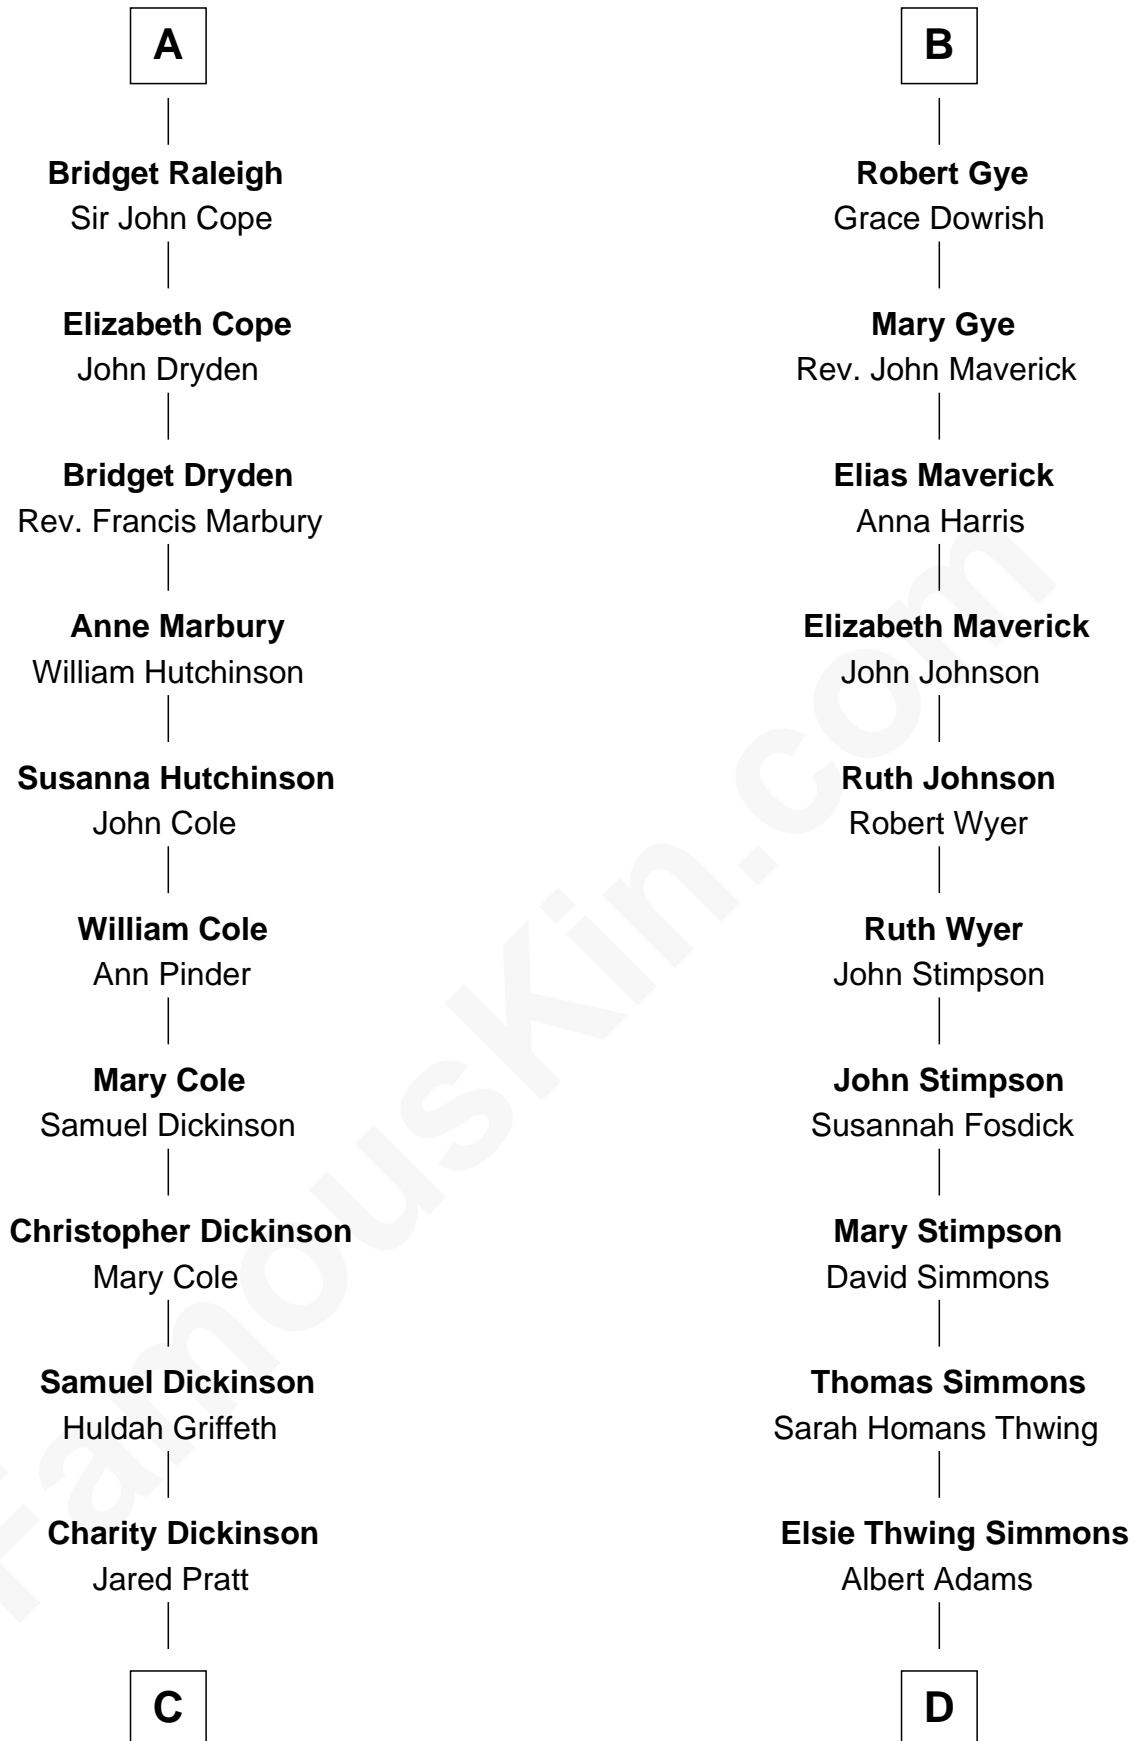 A
Bridget Raleigh
Sir John Cope
Elizabeth Cope
John Dryden
Bridget Dryden
Rev. Francis Marbury
Anne Marbury
William Hutchinson
Susanna Hutchinson
John Cole
William Cole
Ann Pinder
Mary Cole
Samuel Dickinson
Christopher Dickinson
Mary Cole
Samuel Dickinson
Huldah Griffeth
Charity Dickinson
Jared Pratt
C
B
Robert Gye
Grace Dowrish
Mary Gye
Rev. John Maverick
Elias Maverick
Anna Harris
Elizabeth Maverick
John Johnson
Ruth Johnson
Robert Wyer
Ruth Wyer
John Stimpson
John Stimpson
Susannah Fosdick
Mary Stimpson
David Simmons
Thomas Simmons
Sarah Homans Thwing
Elsie Thwing Simmons
Albert Adams
D
FamousKin.com